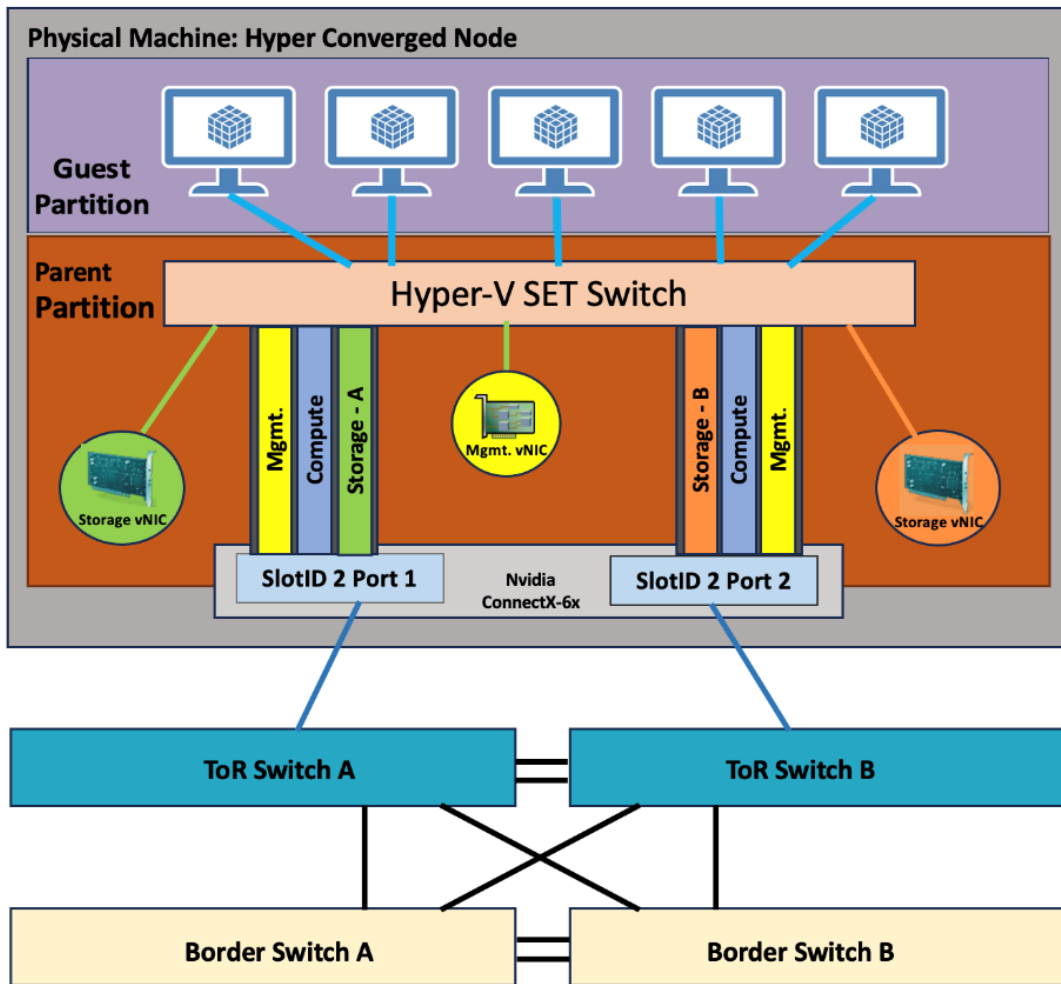 Physical Machine: Hyper Converged Node
Guest
Partition
Parent
Partition
Hyper-V SET Switch
Mgmt.
Compute
Storage - A
Mgmt. vNIC
Storage - B
Compute
Mgmt.
Storage vNIC
Storage vNIC
SlotID 2 Port 1
Nvidia
ConnectX-6x
SlotID 2 Port 2
ToR Switch A
ToR Switch B
Border Switch A
Border Switch B